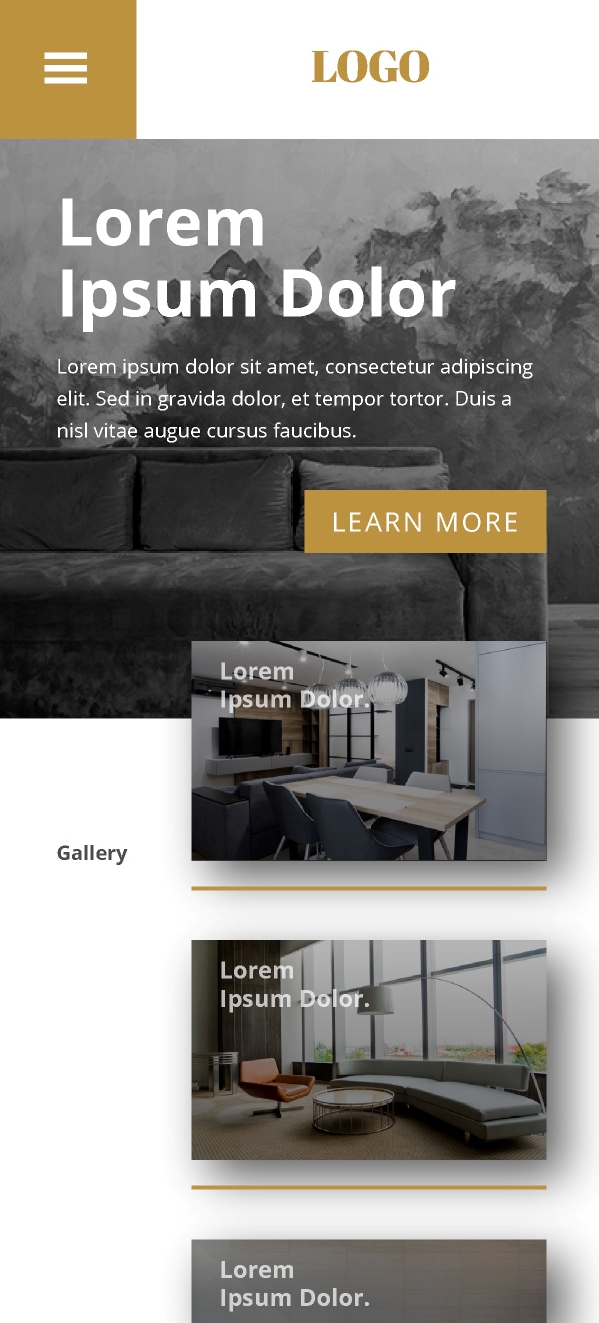 LOGO
Lorem
Ipsum Dolor
Lorem ipsum dolor sit amet, consectetur adipiscing
elit. Sed in gravida dolor, et tempor tortor. Duis a
nisl vitae augue cursus faucibus.
LEARN MORE
Lorem
Ipsum Dolor.
Gallery
Lorem
Ipsum Dolor.
Lorem
Ipsum Dolor.